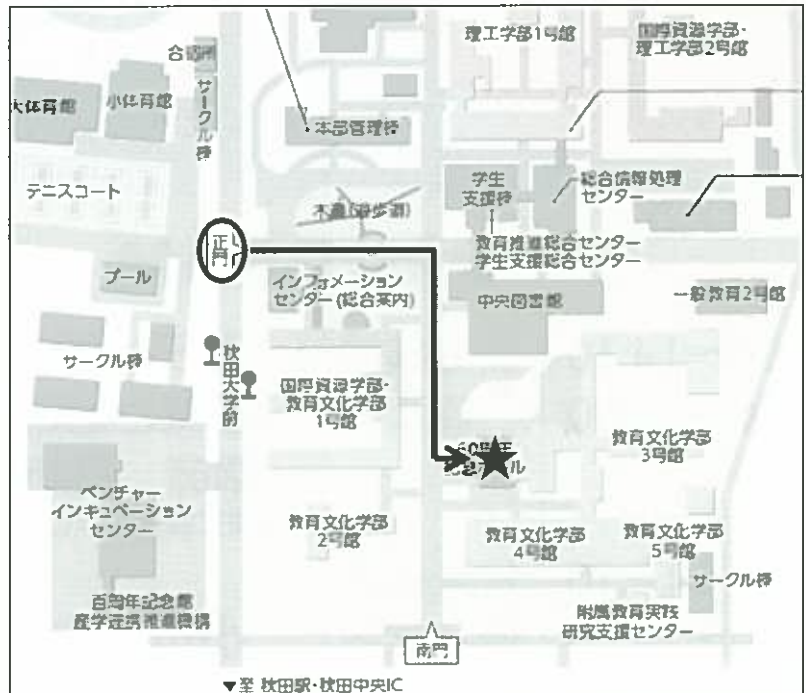 合宿所
サークル棟
大体育館
小体育館
理工学部1号館
国際資源学部・
理工学部2号館
本部管理棟
テニスコート
学生
支援棟
総合情報処理
センター
木道(遊歩道)
正門
教育推進総合センター
学生支援総合センター
プール
インフォメーション
センター(総合案内)
中央図書館
一般教育2号館
サークル棟
秋田大学前
国際資源学部・
教育文化学部
1号館
60周年
記念ホール
教育文化学部
3号館
ベンチャー
インキュベーション
センター
教育文化学部
2号館
教育文化学部
4号館
教育文化学部
5号館
サークル棟
百周年記念館
産学連携推進機構
附属教育実践
研究支援センター
南門
▼至 秋田駅・秋田中央IC